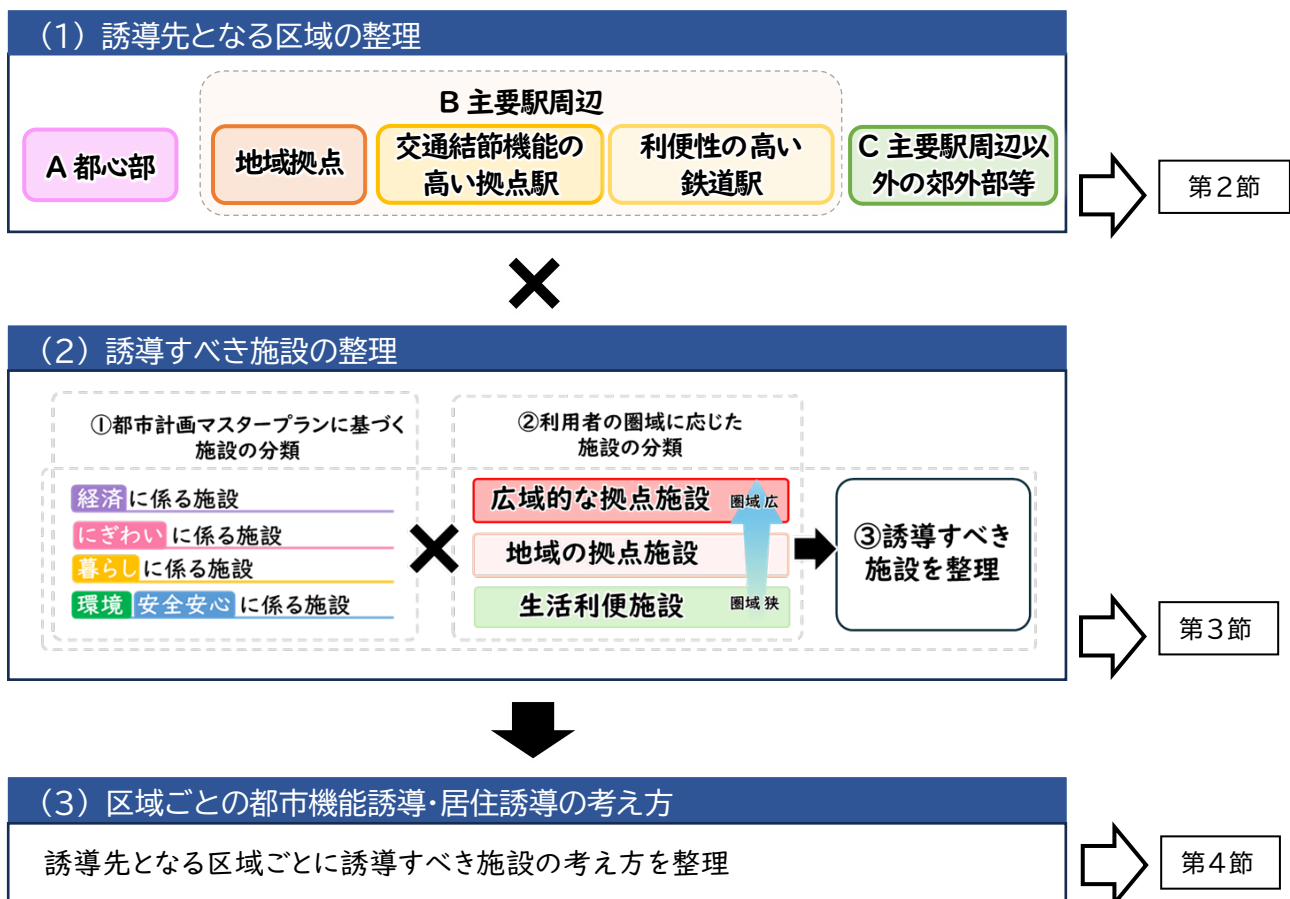 （1）誘導先となる区域の整理
B 主要駅周辺
A 都心部
地域拠点
交通結節機能の
高い拠点駅
利便性の高い
鉄道駅
C 主要駅周辺以
外の郊外部等
第2節
×
（2）誘導すべき施設の整理
①都市計画マスタープランに基づく
施設の分類
経済に係る施設
にぎわいに係る施設
暮らしに係る施設
環境 安全安心に係る施設
×
②利用者の圏域に応じた
施設の分類
広域的な拠点施設 圏域 広
地域の拠点施設
生活利便施設 圏域 狭
③誘導すべき
施設を整理
第3節
（3）区域ごとの都市機能誘導・居住誘導の考え方
誘導先となる区域ごとに誘導すべき施設の考え方を整理
第4節